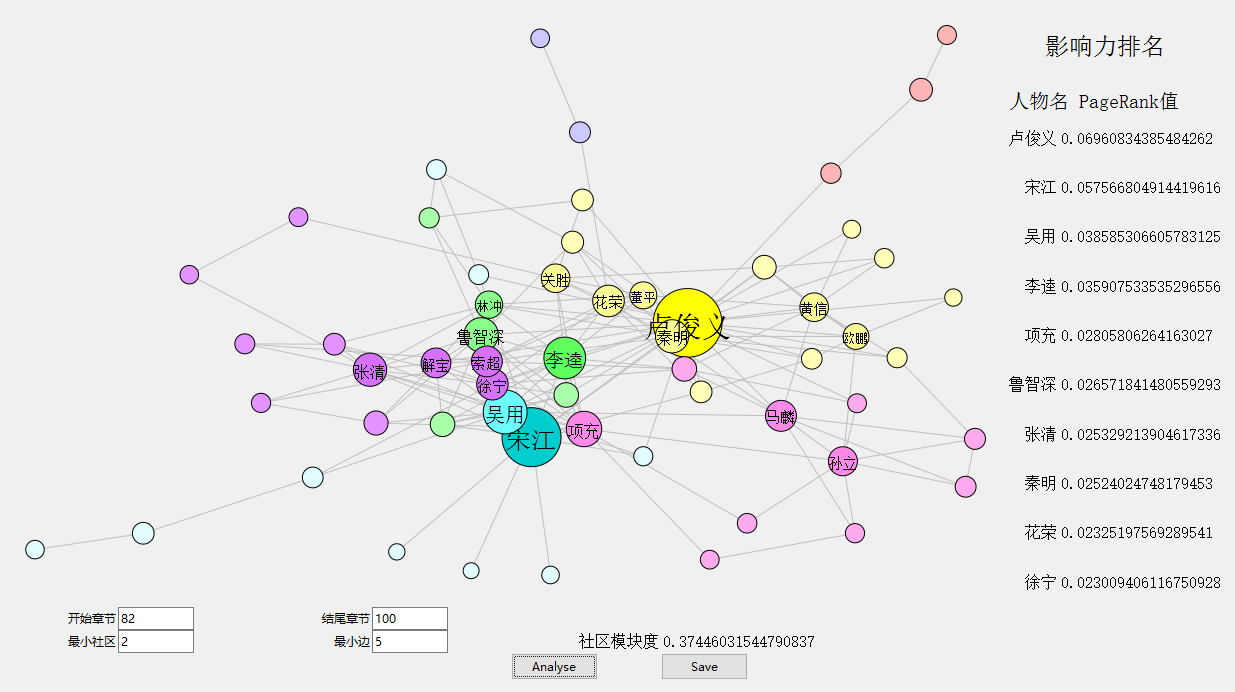 影响力排名
人物名 PageRank值
卢俊义 0.06960834385484262
宋江 0.057566804914419616
吴用 0.038585306605783125
李逵 0.035907533535296556
项充 0.02805806264163027
鲁智深 0.026571841480559293
张清 0.025329213904617336
秦明 0.02524024748179453
花荣 0.02325197569289541
徐宁 0.023009406116750928
关胜
花荣
董平
林冲
黄信
卢俊义
秦明
欧鹏
鲁智深
李逵
解宝
索超
张清
徐宁
吴用
马麟
宋江
项充
孙立
开始章节 82
结尾章节 100
最小社区 2
最小边 5
社区模块度 0.37446031544790837
Analyse
Save